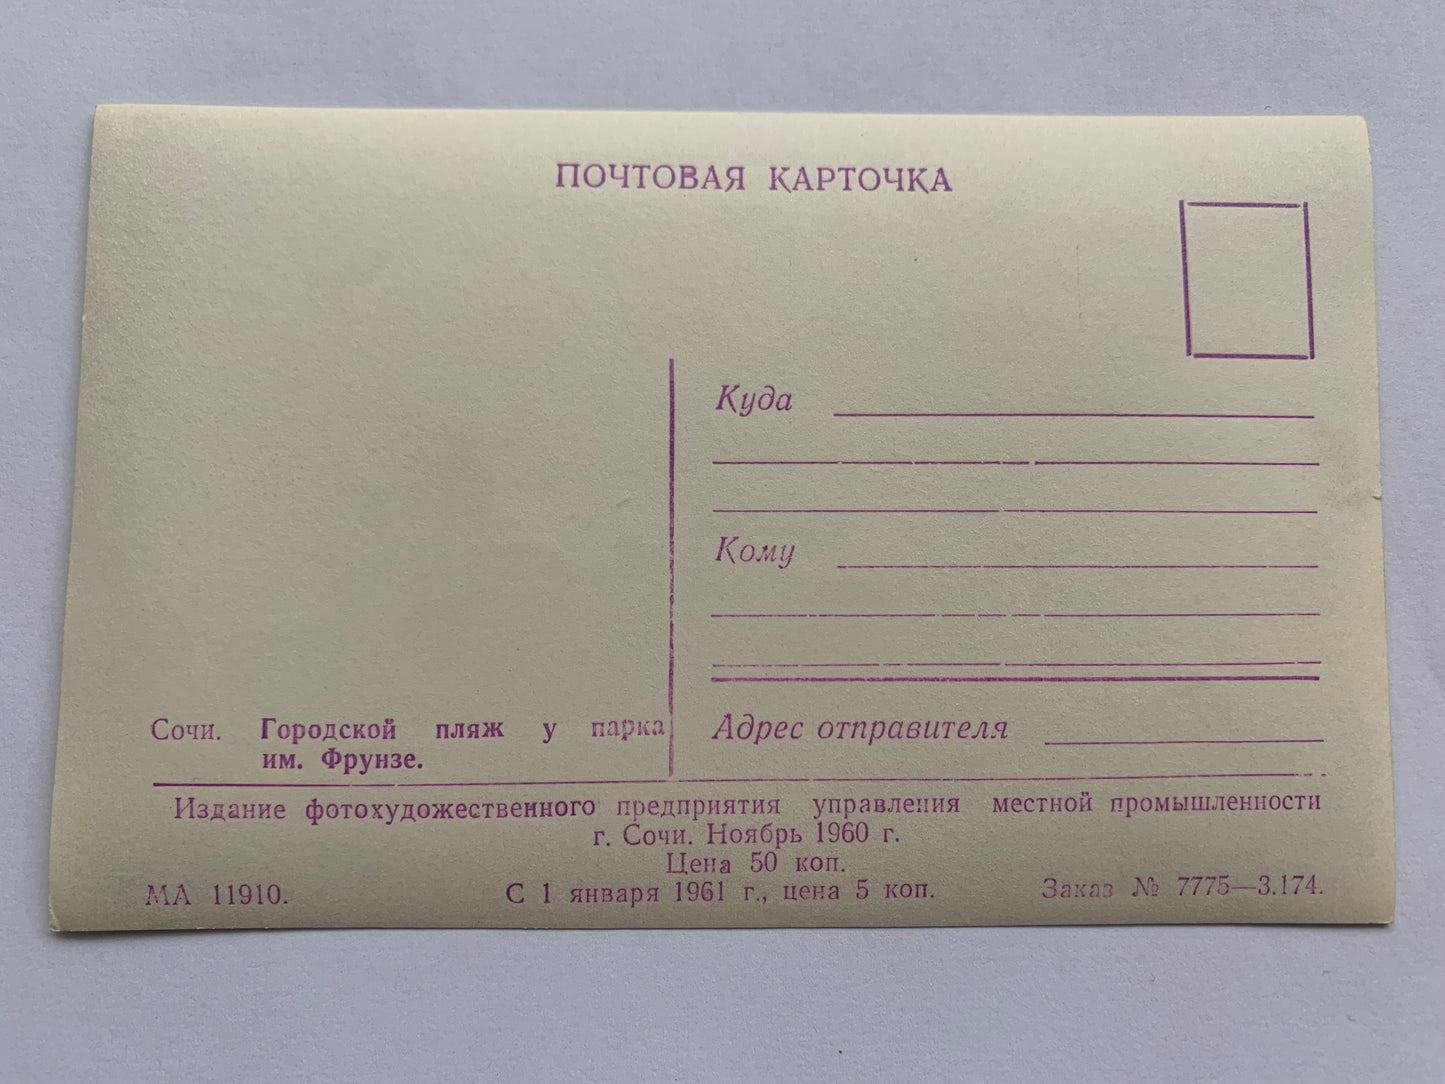 ПОЧТОВАЯ КАРТОЧКА
Куда
Кому
Адрес отправителя
Сочи. Городской пляж у парка
им. Фрунзе.
Издание фотохудожественного предприятия управления местной промышленности
г. Сочи. Ноябрь 1960 г.
Цена 50 коп.
МА 11910. С 1 января 1961 г., цена 5 коп. Заказ № 7775—3.174.